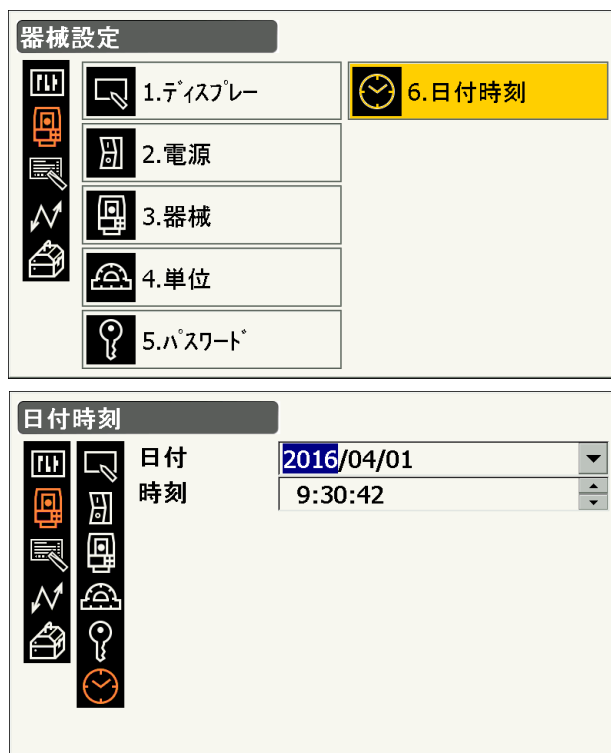 器械設定
1.ディスプレー
6.日付時刻
2.電源
3.器械
4.単位
5.パスワード
日付時刻
日付 2016/04/01
時刻 9:30:42